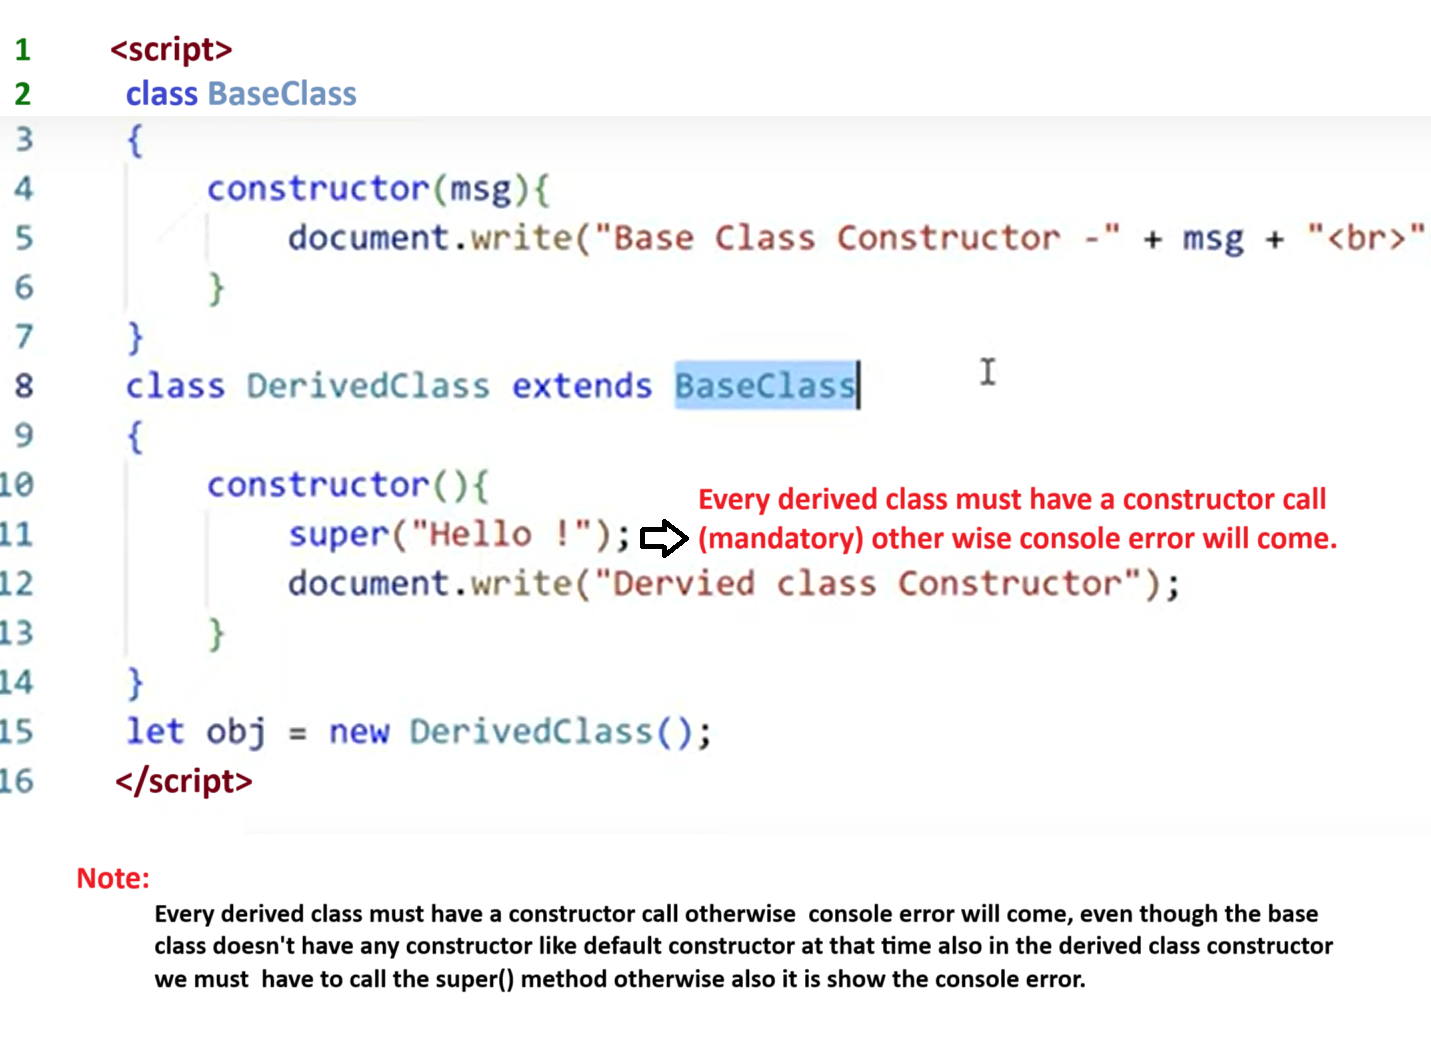 1 <script>
2 class BaseClass
3 {
4 constructor(msg){
5 document.write("Base Class Constructor -" + msg + "<br>"
6 }
7 }
8 class DerivedClass extends BaseClass
9 {
10 constructor(){
Every derived class must have a constructor call
11 super("Hello !"); (mandatory) other wise console error will come.
12 document.write("Dervied class Constructor");
13 }
14 }
15 let obj = new DerivedClass();
16 </script>
Note:
Every derived class must have a constructor call otherwise console error will come, even though the base
class doesn't have any constructor like default constructor at that time also in the derived class constructor
we must have to call the super() method otherwise also it is show the console error.